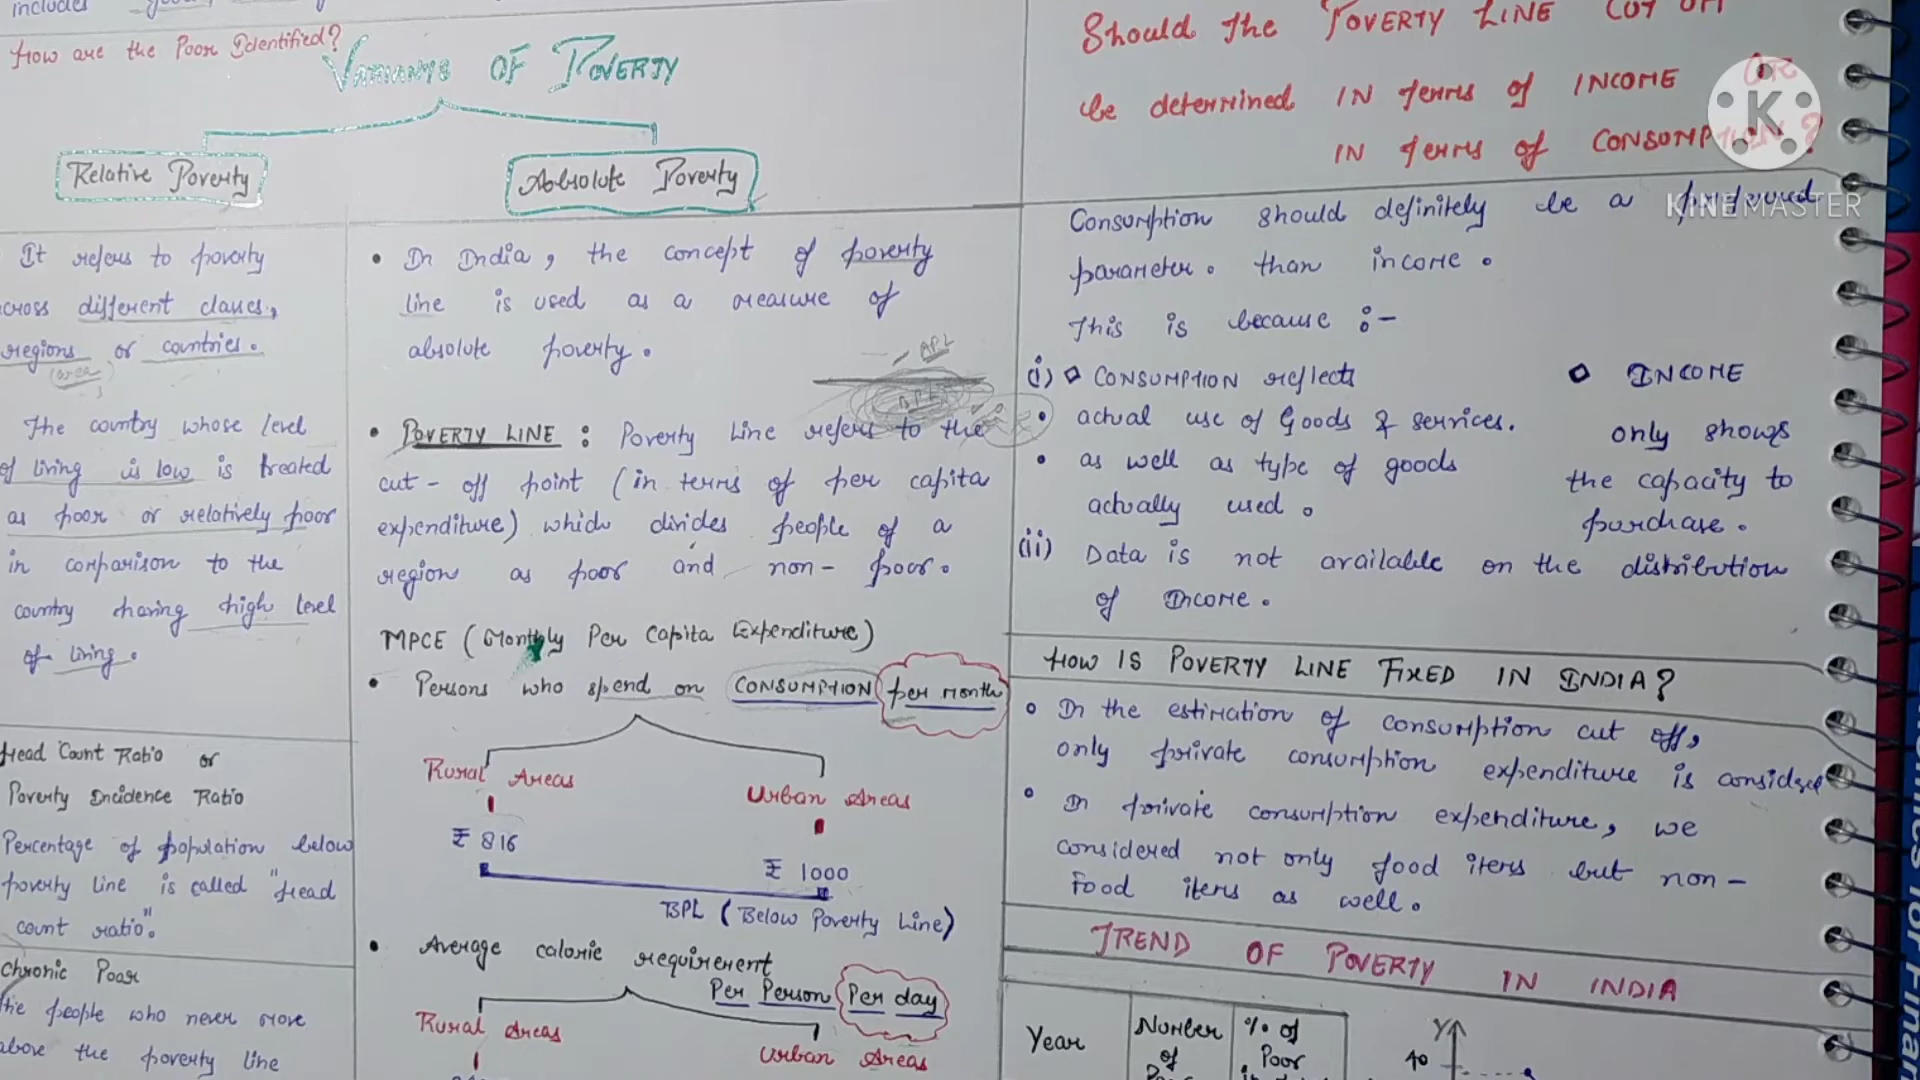 includes
How are the Poor Identified?
VARIANTS OF POVERTY
Relative Poverty
Absolute Poverty
It refers to poverty
cross different classes,
regions or countries.
(area)
The country whose level
of living is low is treated
as poor or relatively poor
in comparison to the
country having high level
of living.
Head Count Ratio or
Poverty Incidence Ratio
Percentage of population below
poverty line is called "Head
count ratio".
Chronic Poor
The people who never move
above the poverty line
• In India, the concept of poverty
line is used as a measure of
absolute poverty.
APL
BPL
• POVERTY LINE : Poverty Line refers to the
cut-off point (in terms of per capita
expenditure) which divides people of a
region as poor and non-poor.
MPCE (Monthly Per Capita Expenditure)
• Persons who spend on CONSUMPTION per month
Rural Areas
Urban Areas
₹ 816
₹ 1000
BPL (Below Poverty Line)
• Average calorie requirement
Per Person Per day
Rural Areas
Urban Areas
Should The POVERTY LINE CUT OFF
be determined IN terms of INCOME
OR
IN terms of CONSUMPTION ?
K
KINEMASTER
Consumption should definitely be a preferred
parameter. than income.
This is because :-
(i) CONSUMPTION reflects
• actual use of Goods & services.
• as well as type of goods
actually used.
INCOME
only shows
the capacity to
purchase.
(ii) Data is not available on the distribution
of Income.
HOW IS POVERTY LINE FIXED IN INDIA?
• In the estimation of consumption cut off,
only private consumption expenditure is considered
• In private consumption expenditure, we
considered not only food items but non-
Food items as well.
TREND OF POVERTY IN INDIA
Year
Number
of
% of
Poor
Y
40